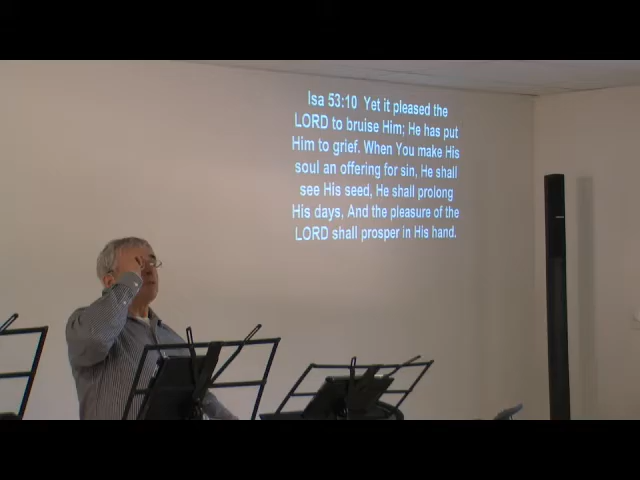 Isa 53:10 Yet it pleased the
LORD to bruise Him; He has put
Him to grief. When You make His
soul an offering for sin, He shall
see His seed, He shall prolong
His days, And the pleasure of the
LORD shall prosper in His hand.